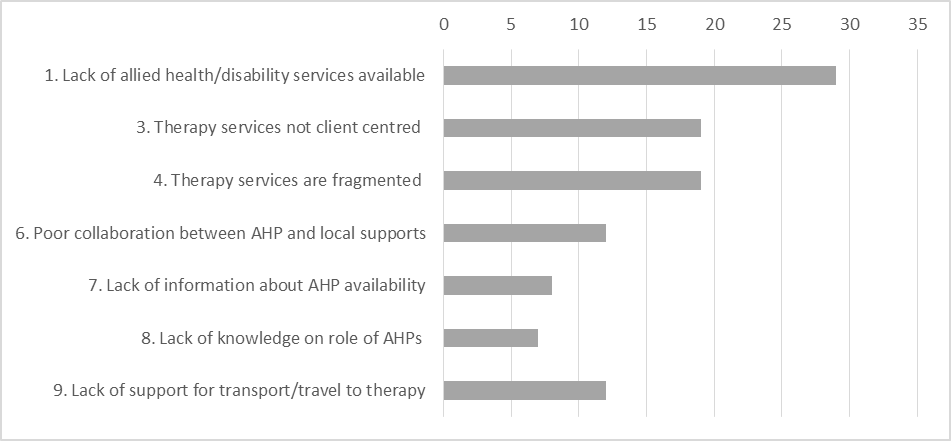 0 5 10 15 20 25 30 35
1. Lack of allied health/disability services available
3. Therapy services not client centred
4. Therapy services are fragmented
6. Poor collaboration between AHP and local supports
7. Lack of information about AHP availability
8. Lack of knowledge on role of AHPs
9. Lack of support for transport/travel to therapy